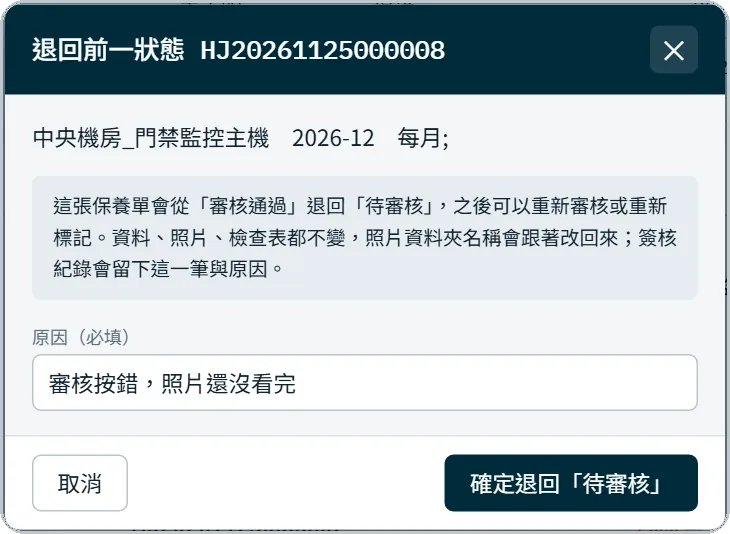 退回前一狀態 HJ20261125000008
中央機房_門禁監控主機 2026-12 每月;
這張保養單會從「審核通過」退回「待審核」，之後可以重新審核或重新
標記。資料、照片、檢查表都不變，照片資料夾名稱會跟著改回來；簽核
紀錄會留下這一筆與原因。
原因（必填）
審核按錯，照片還沒看完
取消
確定退回「待審核」